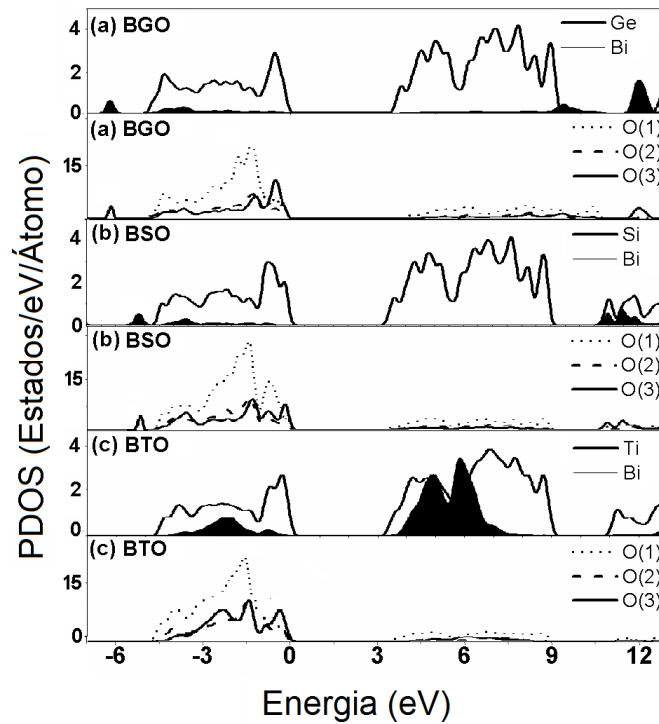 PDOS (Estados/eV/Átomo)
(a) BGO
Ge
Bi
4
2
0
(a) BGO
O(1)
O(2)
O(3)
15
(b) BSO
Si
Bi
4
2
0
(b) BSO
O(1)
O(2)
O(3)
15
(c) BTO
Ti
Bi
4
2
0
(c) BTO
O(1)
O(2)
O(3)
15
0
-6 -3 0 3 6 9 12
Energia (eV)